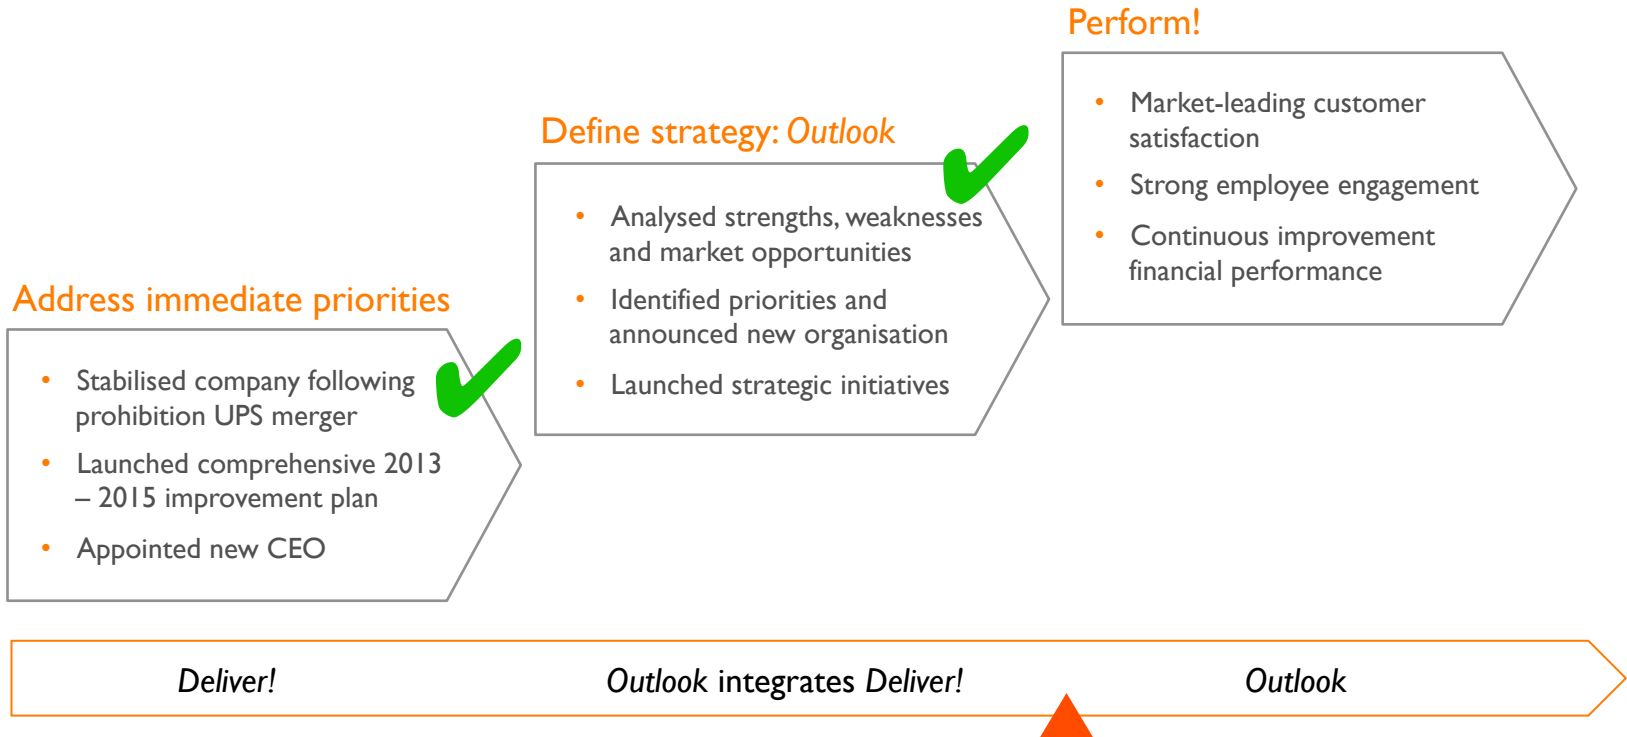 Perform!
• Market-leading customer
satisfaction
• Strong employee engagement
• Continuous improvement
financial performance
Define strategy: Outlook
• Analysed strengths, weaknesses
and market opportunities
• Identified priorities and
announced new organisation
• Launched strategic initiatives
Address immediate priorities
• Stabilised company following
prohibition UPS merger
• Launched comprehensive 2013
– 2015 improvement plan
• Appointed new CEO
Deliver!
Outlook integrates Deliver!
Outlook